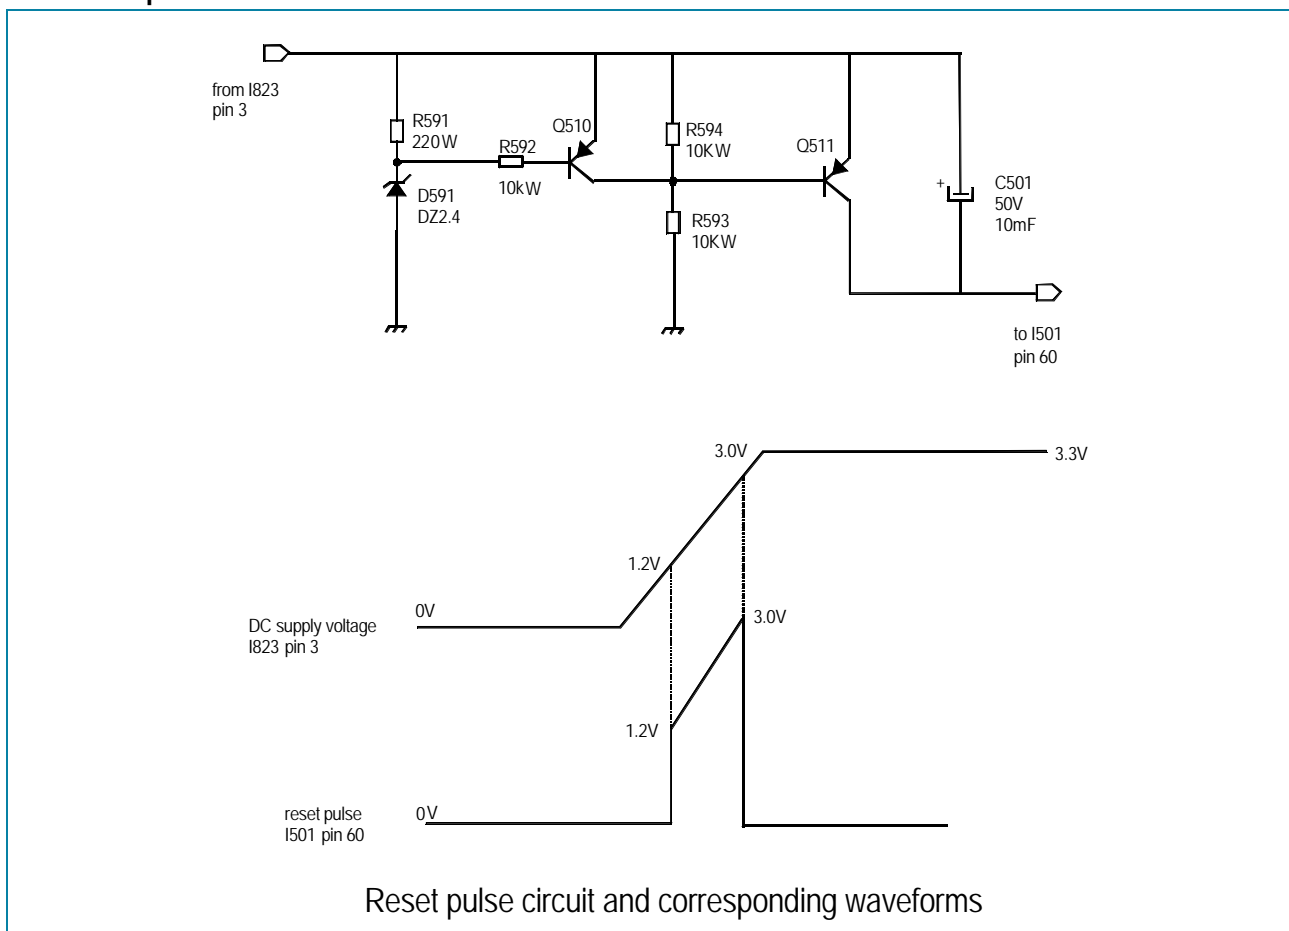 from I823
pin 3
R591
220W
R592
10kW
Q510
D591
DZ2.4
R594
10KW
R593
10KW
Q511
+
C501
50V
10mF
to I501
pin 60
3.0V
3.3V
1.2V
0V
DC supply voltage
I823 pin 3
3.0V
1.2V
reset pulse
I501 pin 60
0V
Reset pulse circuit and corresponding waveforms